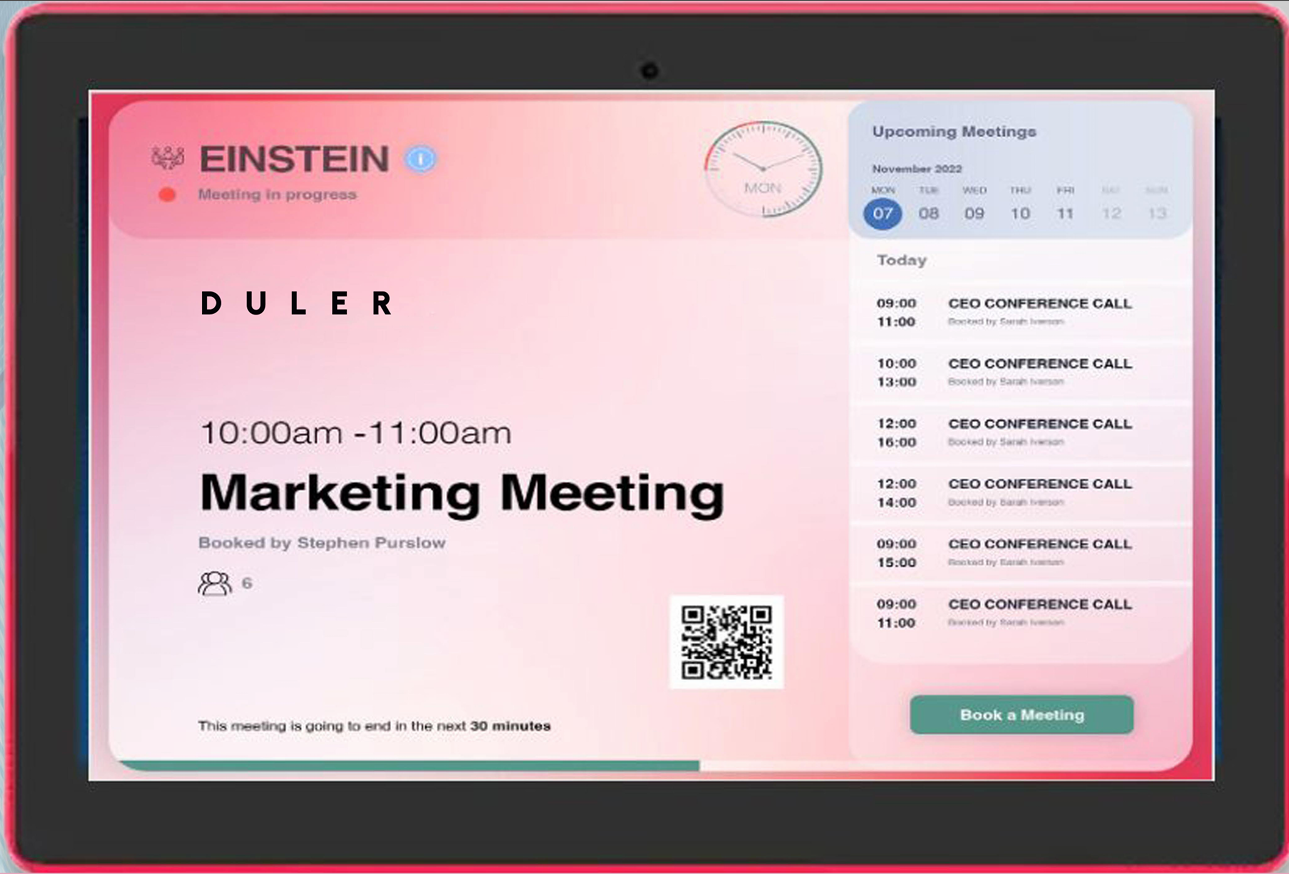 EINSTEIN
i
Meeting in progress
MON
DULER
10:00am -11:00am
Marketing Meeting
Booked by Stephen Purslow
6
This meeting is going to end in the next 30 minutes
Upcoming Meetings
November 2022
MON TUE WED THU FRI SAT SUN
07 08 09 10 11 12 13
Today
09:00 CEO CONFERENCE CALL
11:00 Booked by Sarah Iverson
10:00 CEO CONFERENCE CALL
13:00 Booked by Sarah Iverson
12:00 CEO CONFERENCE CALL
16:00 Booked by Sarah Iverson
12:00 CEO CONFERENCE CALL
14:00 Booked by Sarah Iverson
09:00 CEO CONFERENCE CALL
15:00 Booked by Sarah Iverson
09:00 CEO CONFERENCE CALL
11:00 Booked by Sarah Iverson
Book a Meeting